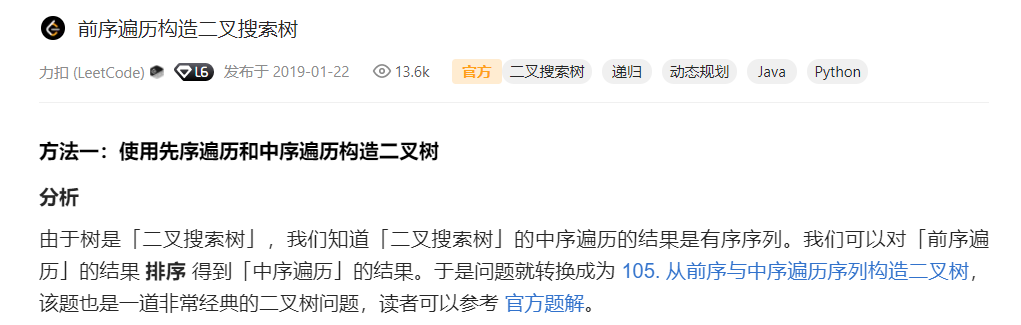 前序遍历构造二叉搜索树
力扣 (LeetCode) L6 发布于 2019-01-22 13.6k 官方 二叉搜索树 递归 动态规划 Java Python
方法一：使用先序遍历和中序遍历构造二叉树
分析
由于树是「二叉搜索树」，我们知道「二叉搜索树」的中序遍历的结果是有序序列。我们可以对「前序遍
历」的结果 排序 得到「中序遍历」的结果。于是问题就转换成为 105. 从前序与中序遍历序列构造二叉树，
该题也是一道非常经典的二叉树问题，读者可以参考 官方题解。